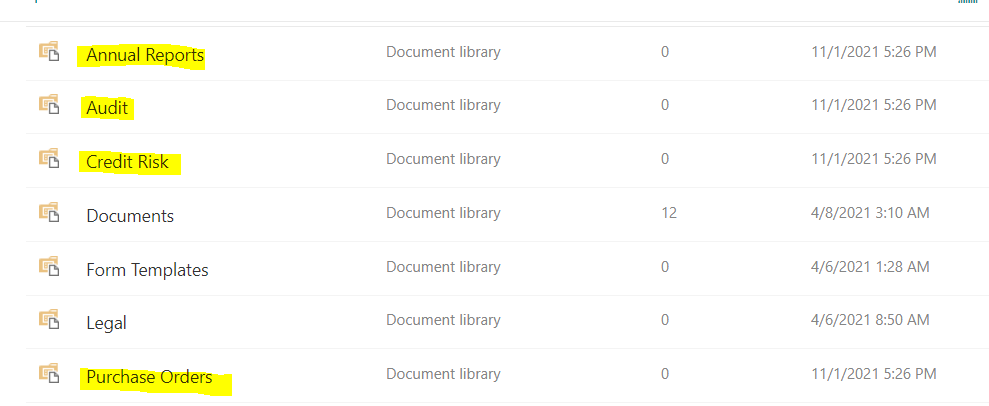 Annual Reports Document library 0 11/1/2021 5:26 PM
Audit Document library 0 11/1/2021 5:26 PM
Credit Risk Document library 0 11/1/2021 5:26 PM
Documents Document library 12 4/8/2021 3:10 AM
Form Templates Document library 0 4/6/2021 1:28 AM
Legal Document library 0 4/6/2021 8:50 AM
Purchase Orders Document library 0 11/1/2021 5:26 PM